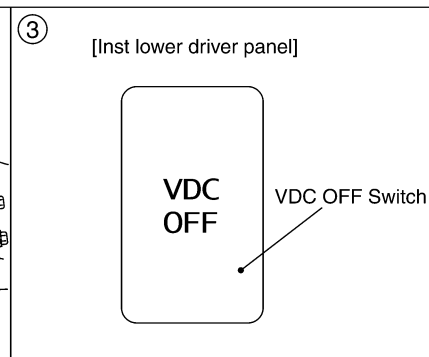 ③
[Inst lower driver panel]
VDC
OFF
VDC OFF Switch